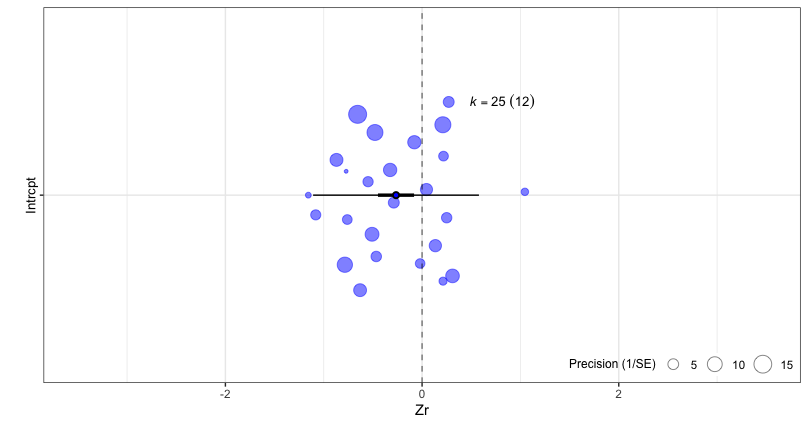 k = 25 (12)
Intrcpt
Precision (1/SE) 5 10 15
-2 0 2
Zr